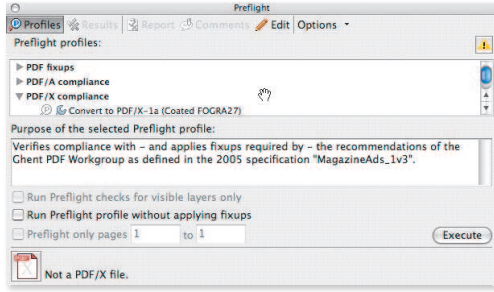 Preflight
Profiles Results Report Comments Edit Options
Preflight profiles:
PDF fixups
PDF/A compliance
PDF/X compliance
Convert to PDF/X-1a (Coated FOGRA27)
Purpose of the selected Preflight profile:
Verifies compliance with - and applies fixups required by - the recommendations of the
Ghent PDF Workgroup as defined in the 2005 specification "MagazineAds_1v3".
Run Preflight checks for visible layers only
Run Preflight profile without applying fixups
Preflight only pages 1 to 1 Execute
Not a PDF/X file.